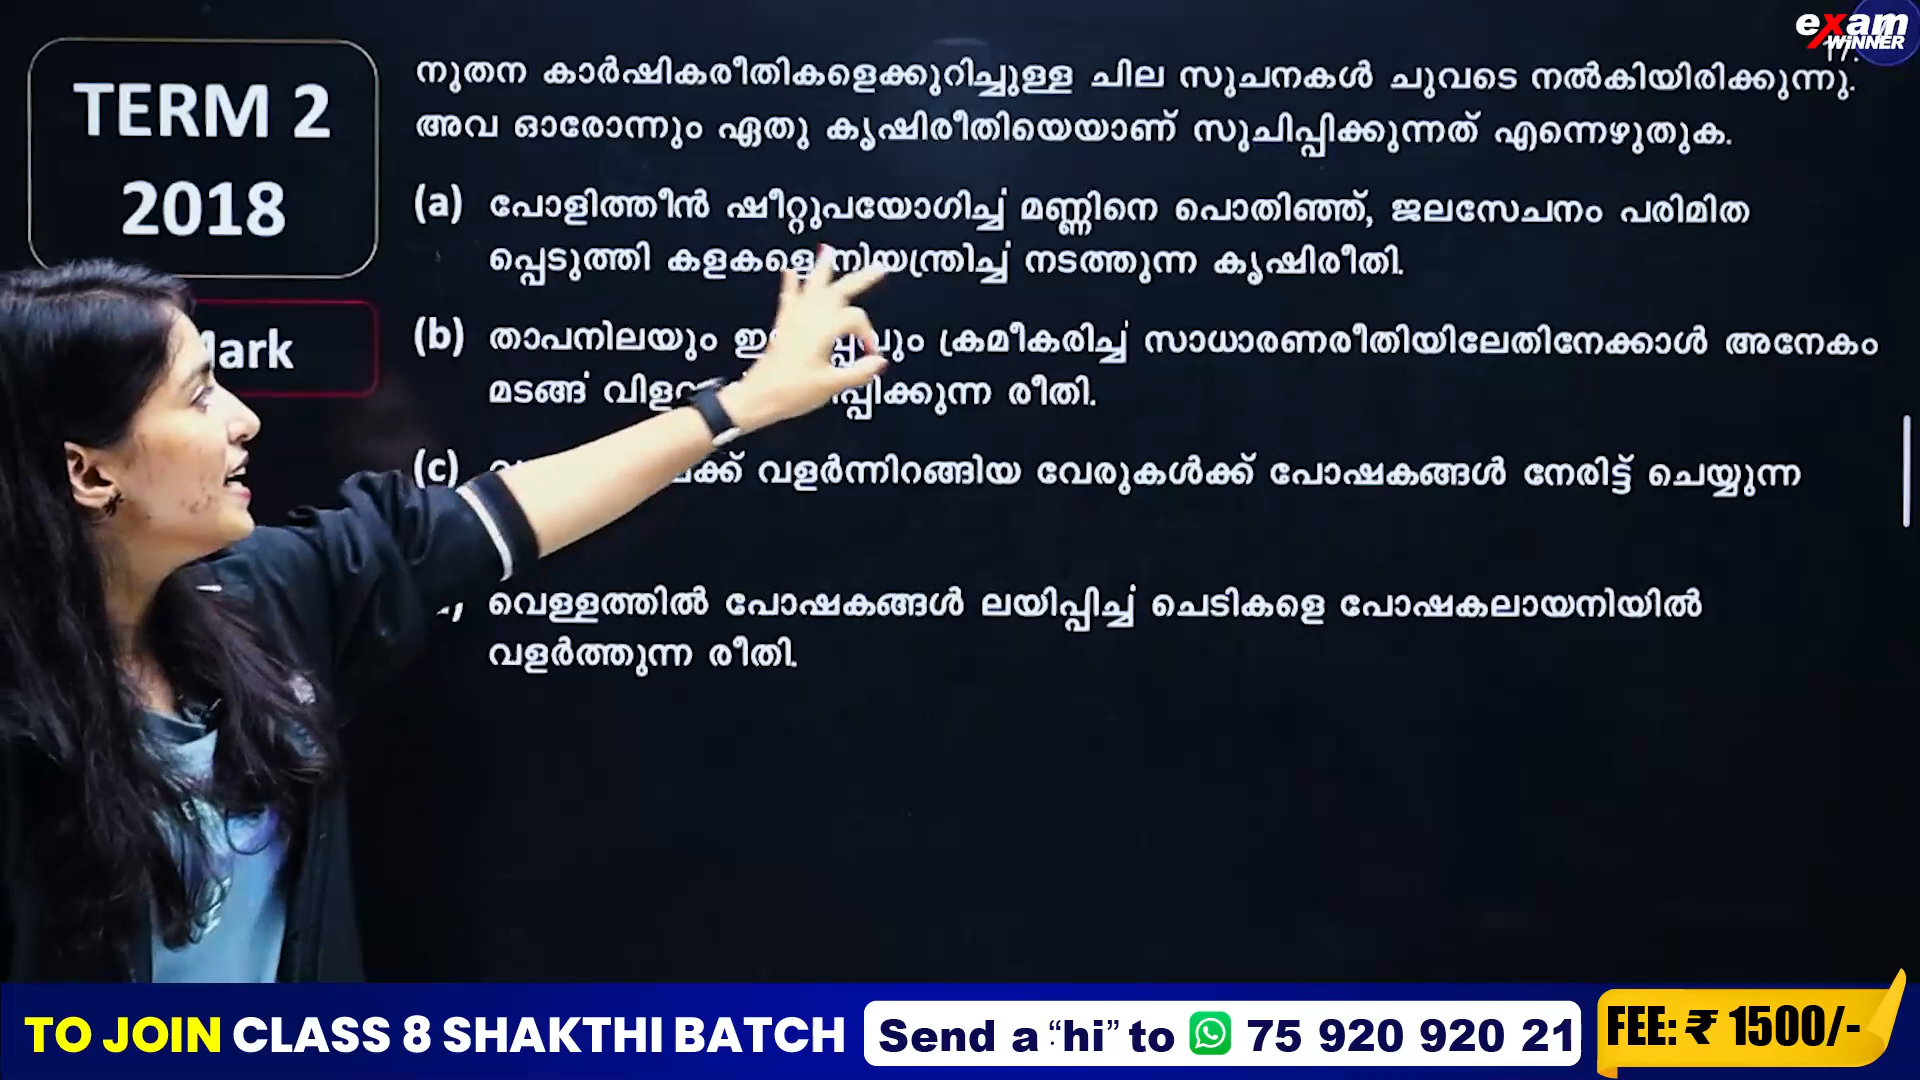 exam
WINNER
17.
TERM 2
2018
നൂതന കാർഷികരീതികളെക്കുറിച്ചുള്ള ചില സൂചനകൾ ചുവടെ നൽകിയിരിക്കുന്നു.
അവ ഓരോന്നും ഏതു കൃഷിരീതിയെയാണ് സൂചിപ്പിക്കുന്നത് എന്നെഴുതുക.
(a) പോളിത്തീൻ ഷീറ്റുപയോഗിച്ച് മണ്ണിനെ പൊതിഞ്ഞ്, ജലസേചനം പരിമിത
പ്പെടുത്തി കളകളെ നിയന്ത്രിച്ച് നടത്തുന്ന കൃഷിരീതി.
(b) താപനിലയും ക്രമീകരിച്ച് സാധാരണരീതിയിലേതിനേക്കാൾ അനേകം
മടങ്ങ് രീതി.
(c) വളർന്നിറങ്ങിയ വേരുകൾക്ക് പോഷകങ്ങൾ നേരിട്ട് ചെയ്യുന്ന
വെള്ളത്തിൽ പോഷകങ്ങൾ ലയിപ്പിച്ച് ചെടികളെ പോഷകലായനിയിൽ
വളർത്തുന്ന രീതി.
TO JOIN CLASS 8 SHAKTHI BATCH Send a “hi” to 75 920 920 21 FEE: ₹ 1500/-